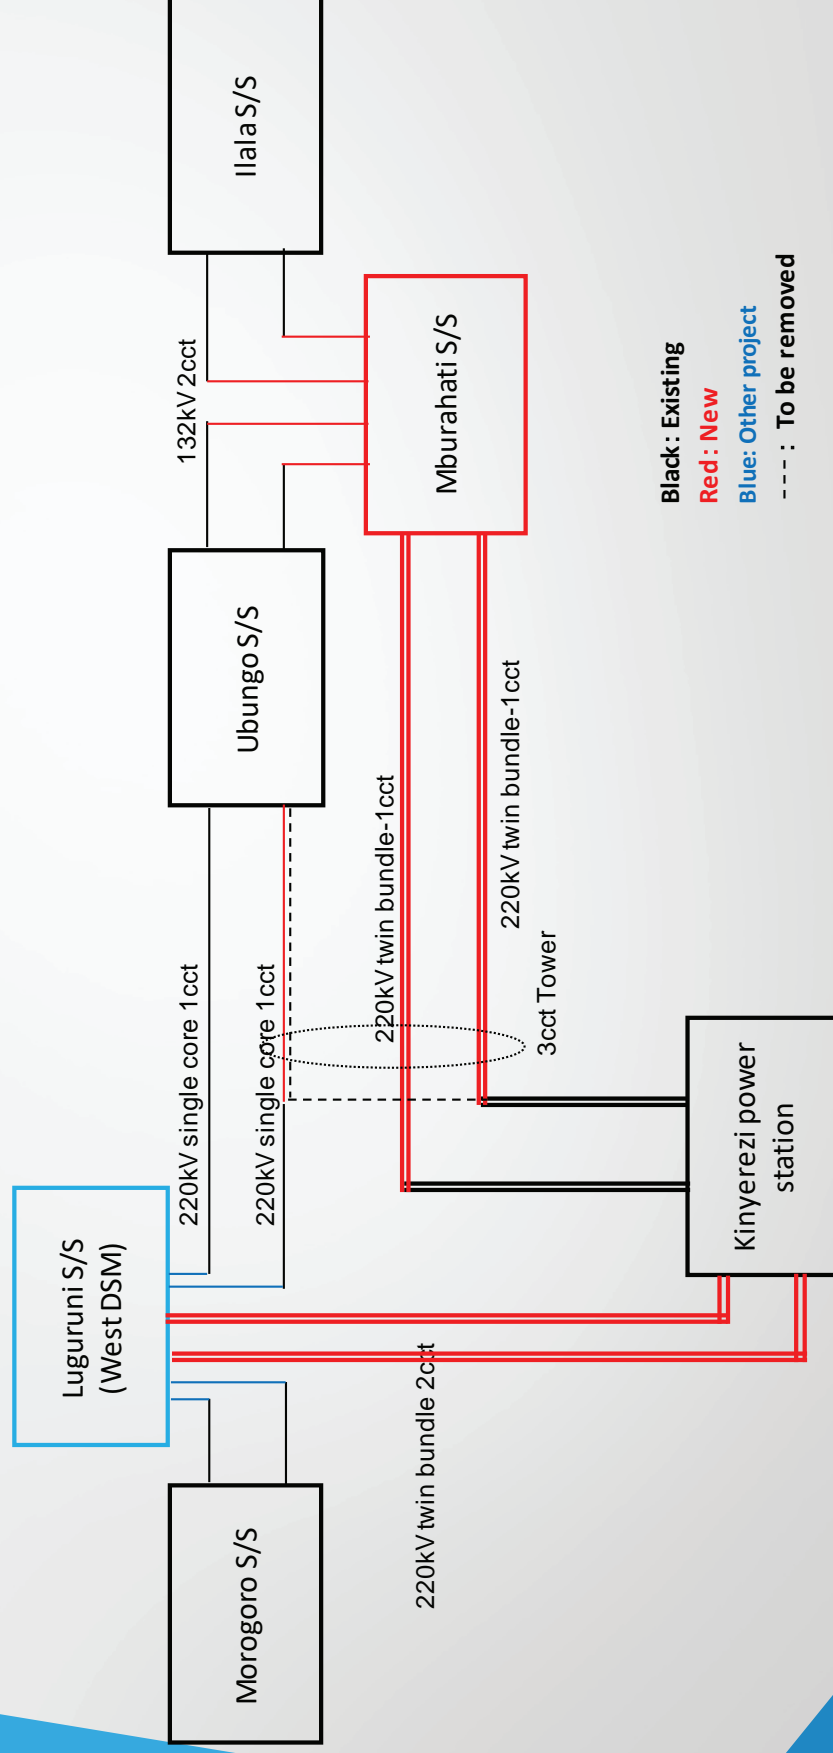 Morogoro S/S
Luguruni S/S
(West DSM)
220kV single core 1cct
220kV single core 1cct
Ubungo S/S
132kV 2cct
Ilala S/S
Mburahati S/S
220kV twin bundle-1cct
220kV twin bundle-1cct
3cct Tower
220kV twin bundle 2cct
Kinyerezi power
station
Black : Existing
Red : New
Blue: Other project
--- : To be removed